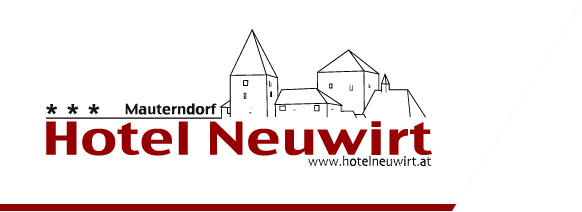 * * * Mauterndorf
Hotel Neuwirt
www.hotelneuwirt.at